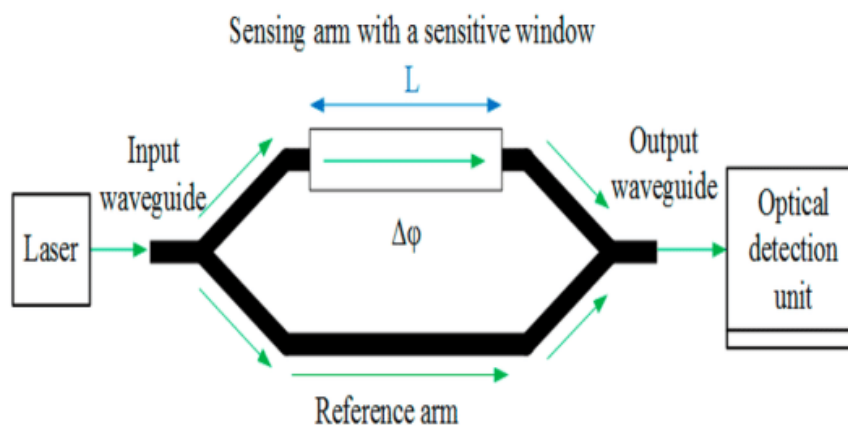 Sensing arm with a sensitive window
L
Input
waveguide
Output
waveguide
Laser
Δφ
Optical
detection
unit
Reference arm